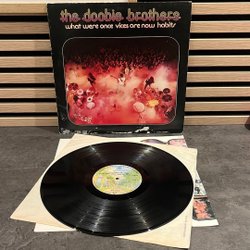 the doobie brothers
what were once vices are now habits